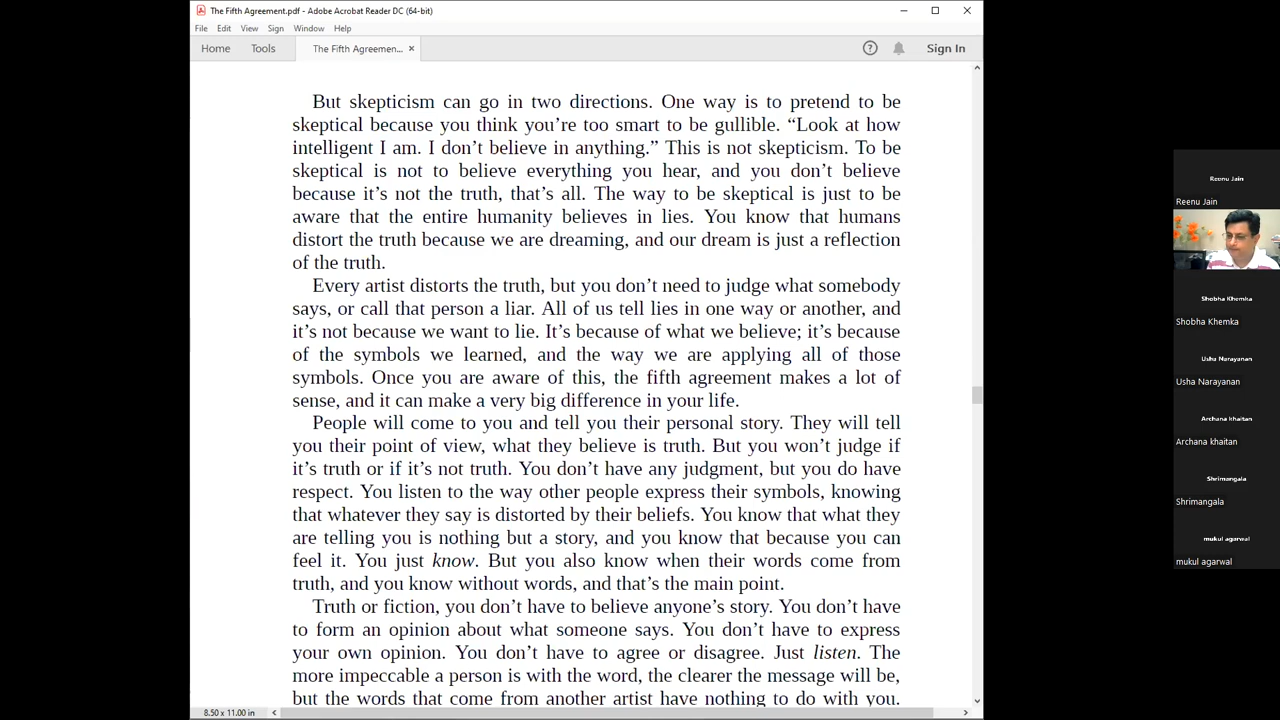 The Fifth Agreement.pdf - Adobe Acrobat Reader DC (64-bit)
File Edit View Sign Window Help
Home Tools The Fifth Agreemen... × Sign In
But skepticism can go in two directions. One way is to pretend to be
skeptical because you think you’re too smart to be gullible. “Look at how
intelligent I am. I don’t believe in anything.” This is not skepticism. To be
skeptical is not to believe everything you hear, and you don’t believe
because it’s not the truth, that’s all. The way to be skeptical is just to be
aware that the entire humanity believes in lies. You know that humans
distort the truth because we are dreaming, and our dream is just a reflection
of the truth.
Every artist distorts the truth, but you don’t need to judge what somebody
says, or call that person a liar. All of us tell lies in one way or another, and
it’s not because we want to lie. It’s because of what we believe; it’s because
of the symbols we learned, and the way we are applying all of those
symbols. Once you are aware of this, the fifth agreement makes a lot of
sense, and it can make a very big difference in your life.
People will come to you and tell you their personal story. They will tell
you their point of view, what they believe is truth. But you won’t judge if
it’s truth or if it’s not truth. You don’t have any judgment, but you do have
respect. You listen to the way other people express their symbols, knowing
that whatever they say is distorted by their beliefs. You know that what they
are telling you is nothing but a story, and you know that because you can
feel it. You just know. But you also know when their words come from
truth, and you know without words, and that’s the main point.
Truth or fiction, you don’t have to believe anyone’s story. You don’t have
to form an opinion about what someone says. You don’t have to express
your own opinion. You don’t have to agree or disagree. Just listen. The
more impeccable a person is with the word, the clearer the message will be,
but the words that come from another artist have nothing to do with you.
8.50 x 11.00 in
Reenu Jain
Reenu Jain
Shobha Khemka
Shobha Khemka
Usha Narayanan
Usha Narayanan
Archana khaitan
Archana khaitan
Shrimangala
Shrimangala
mukul agarwal
mukul agarwal